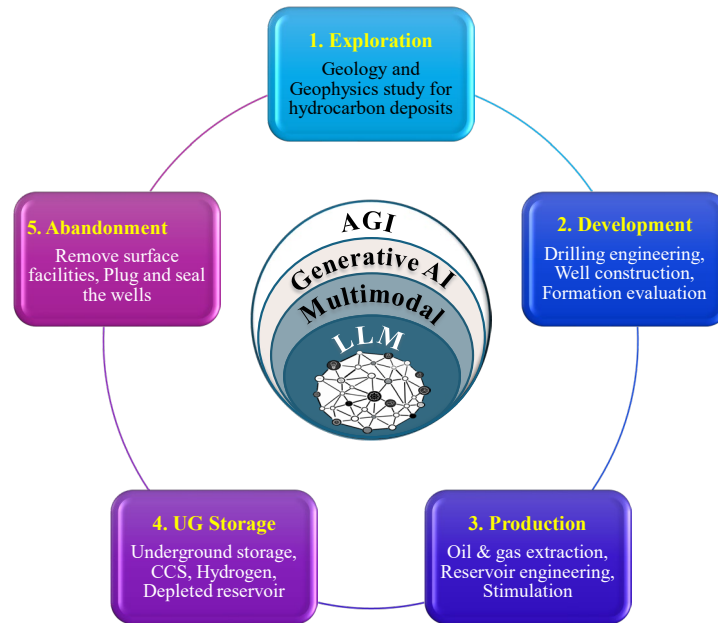 1. Exploration
Geology and
Geophysics study for
hydrocarbon deposits
2. Development
Drilling engineering,
Well construction,
Formation evaluation
3. Production
Oil & gas extraction,
Reservoir engineering,
Stimulation
4. UG Storage
Underground storage,
CCS, Hydrogen,
Depleted reservoir
5. Abandonment
Remove surface
facilities, Plug and seal
the wells
AGI
Generative AI
Multimodal
LLM